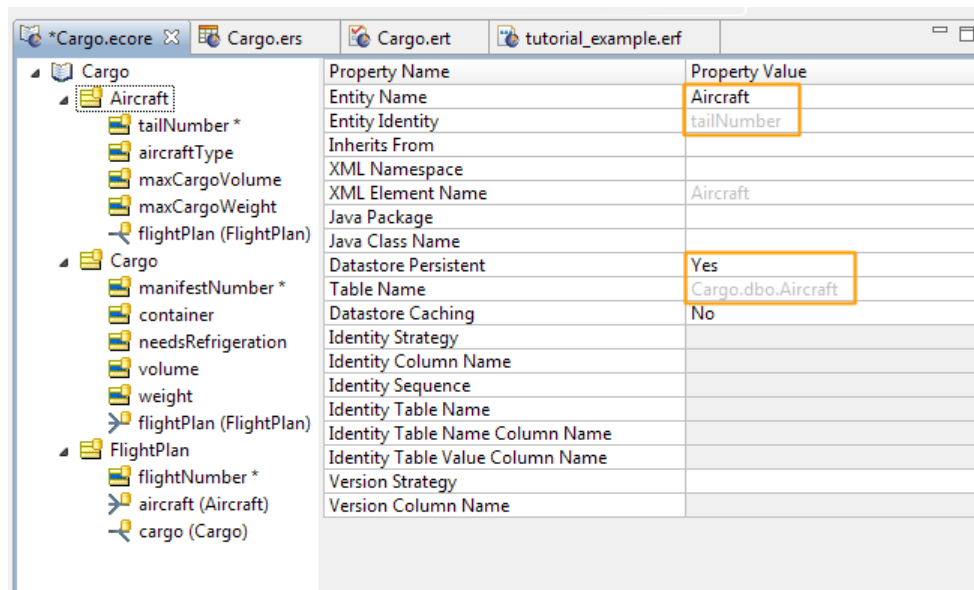 *Cargo.ecore Cargo.ers Cargo.ert tutorial_example.erf
Cargo
Aircraft
tailNumber *
aircraftType
maxCargoVolume
maxCargoWeight
flightPlan (FlightPlan)
Cargo
manifestNumber *
container
needsRefrigeration
volume
weight
flightPlan (FlightPlan)
FlightPlan
flightNumber *
aircraft (Aircraft)
cargo (Cargo)
Property Name Property Value
Entity Name Aircraft
Entity Identity tailNumber
Inherits From
XML Namespace
XML Element Name Aircraft
Java Package
Java Class Name
Datastore Persistent Yes
Table Name Cargo.dbo.Aircraft
Datastore Caching No
Identity Strategy
Identity Column Name
Identity Sequence
Identity Table Name
Identity Table Name Column Name
Identity Table Value Column Name
Version Strategy
Version Column Name